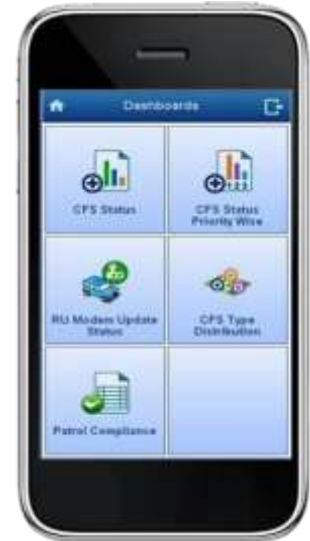 Dashboards
CFS Status
CFS Status
Priority Wise
RU Modem Update
Status
CFS Type
Distribution
Patrol Compliance